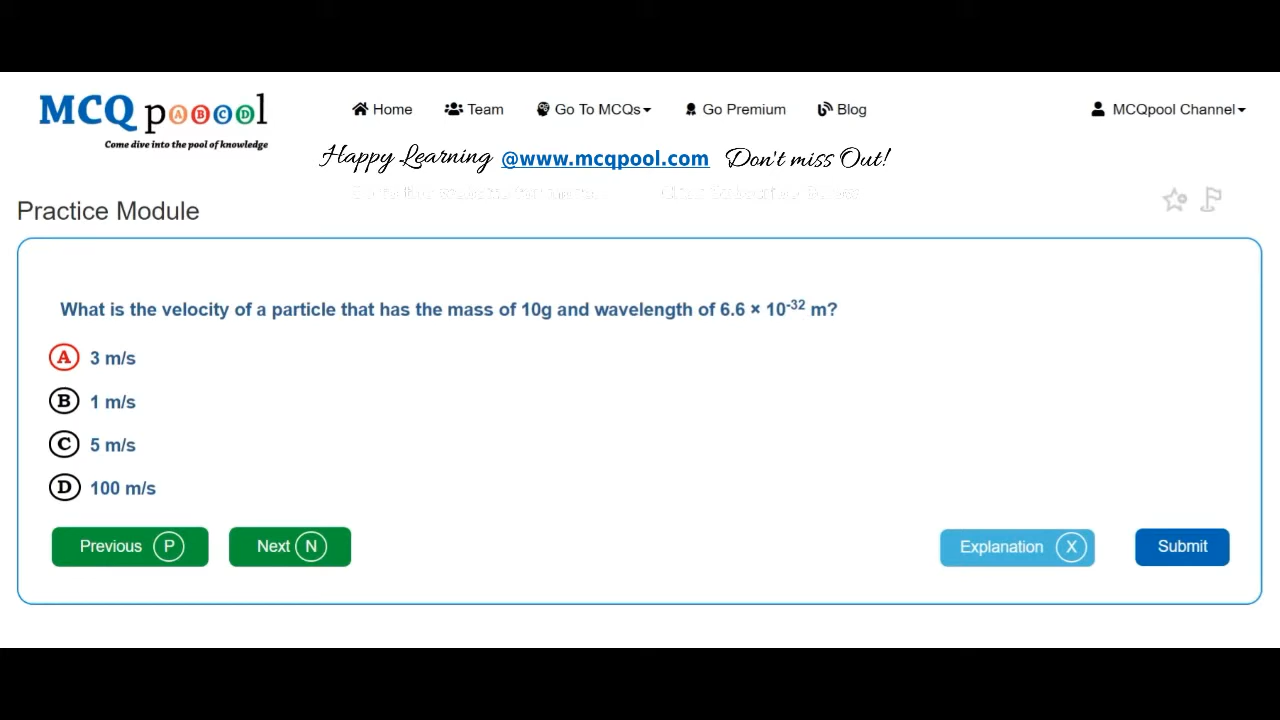 MCQ pABCDl
Come dive into the pool of knowledge
Home Team Go To MCQs Go Premium Blog MCQpool Channel
Happy Learning @www.mcqpool.com Don't miss Out!
Practice Module
What is the velocity of a particle that has the mass of 10g and wavelength of 6.6 × 10⁻³² m?
A 3 m/s
B 1 m/s
C 5 m/s
D 100 m/s
Previous P Next N Explanation X Submit